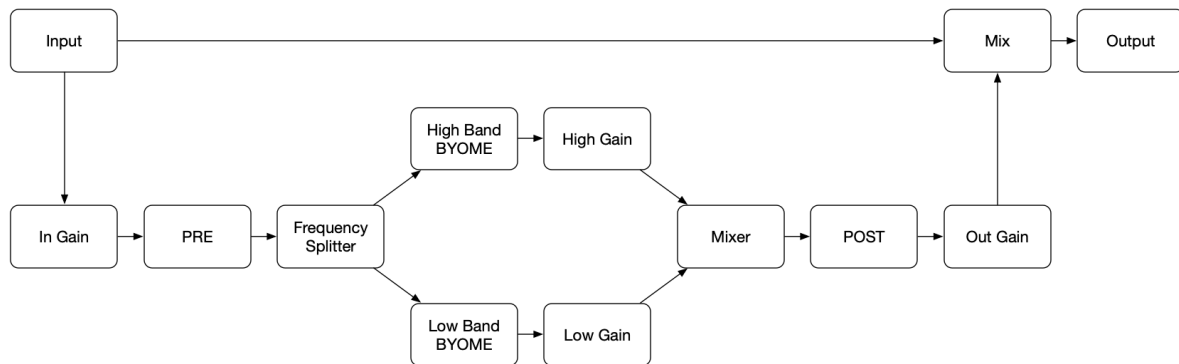 Input
Mix
Output
High Band
BYOME
High Gain
In Gain
PRE
Frequency
Splitter
Mixer
POST
Out Gain
Low Band
BYOME
Low Gain